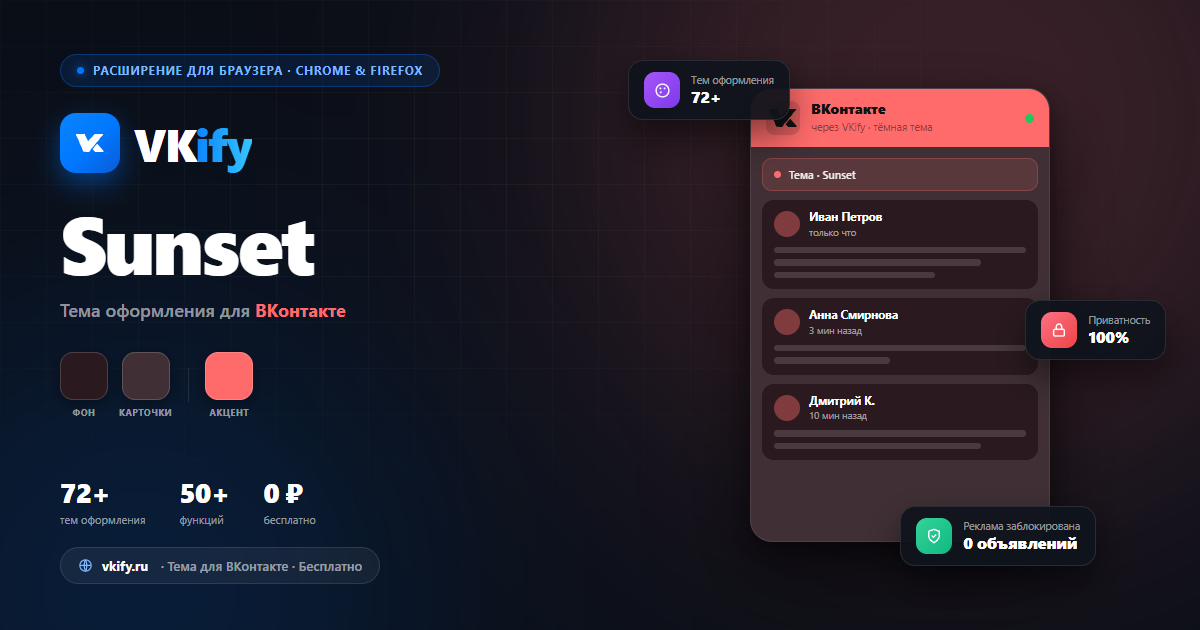 РАСШИРЕНИЕ ДЛЯ БРАУЗЕРА · CHROME & FIREFOX
VKify
Sunset
Тема оформления для ВКонтакте
ФОН
КАРТОЧКИ
АКЦЕНТ
72+
тем оформления
50+
функций
0 ₽
бесплатно
vkify.ru · Тема для ВКонтакте · Бесплатно
Тем оформления
72+
ВКонтакте
через VKify · тёмная тема
Тема · Sunset
Иван Петров
только что
Анна Смирнова
3 мин назад
Дмитрий К.
10 мин назад
Приватность
100%
Реклама заблокирована
0 объявлений